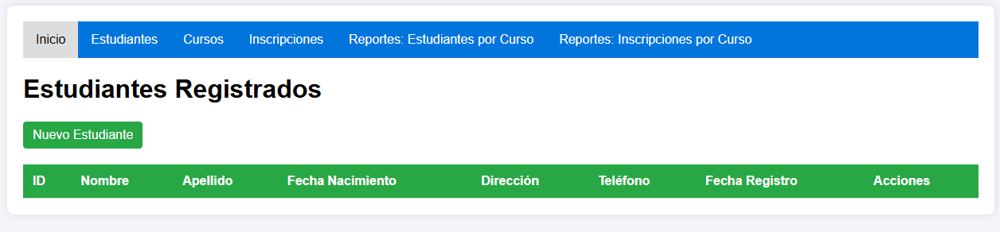 Inicio Estudiantes Cursos Inscripciones Reportes: Estudiantes por Curso Reportes: Inscripciones por Curso
Estudiantes Registrados
Nuevo Estudiante
ID Nombre Apellido Fecha Nacimiento Dirección Teléfono Fecha Registro Acciones